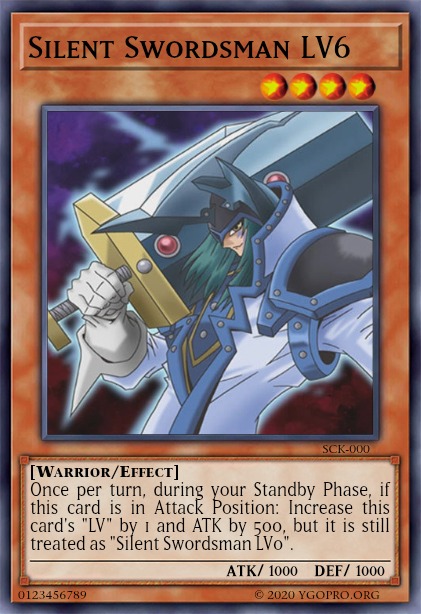 Silent Swordsman LV6
SCK-000
[Warrior/Effect]
Once per turn, during your Standby Phase, if
this card is in Attack Position: Increase this
card's "LV" by 1 and ATK by 500, but it is still
treated as "Silent Swordsman LV0".
ATK/ 1000 DEF/ 1000
0123456789
© 2020 YGOPRO.ORG